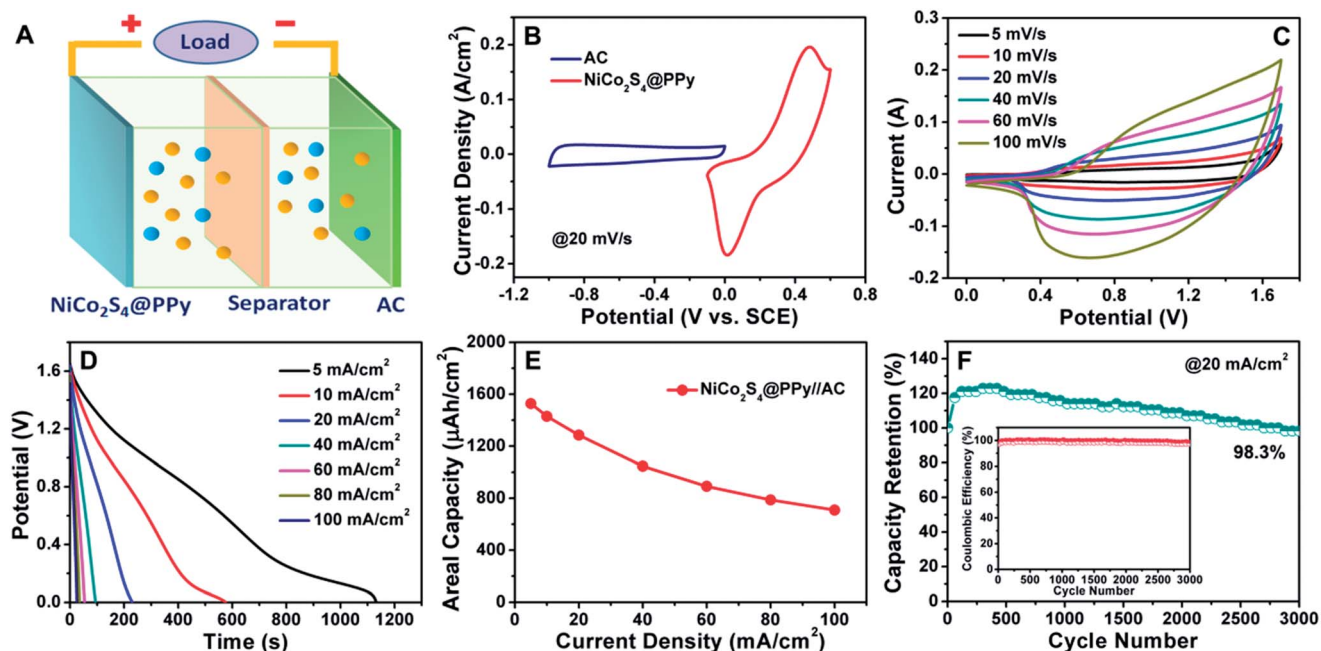 A
+
Load
−
NiCo₂S₄@PPy
Separator
AC
B
AC
NiCo₂S₄@PPy
@20 mV/s
Current Density (A/cm²)
0.2
0.1
0.0
-0.1
-0.2
-1.2
-0.8
-0.4
0.0
0.4
0.8
Potential (V vs. SCE)
C
5 mV/s
10 mV/s
20 mV/s
40 mV/s
60 mV/s
100 mV/s
Current (A)
0.2
0.1
0.0
-0.1
-0.2
0.0
0.4
0.8
1.2
1.6
Potential (V)
D
5 mA/cm²
10 mA/cm²
20 mA/cm²
40 mA/cm²
60 mA/cm²
80 mA/cm²
100 mA/cm²
Potential (V)
1.6
1.2
0.8
0.4
0.0
0
200
400
600
800
1000
1200
Time (s)
E
NiCo₂S₄@PPy//AC
Areal Capacity (μAh/cm²)
2000
1600
1200
800
400
0
0
20
40
60
80
100
Current Density (mA/cm²)
F
@20 mA/cm²
98.3%
Capacity Retention (%)
140
120
100
80
60
40
20
0
0
500
1000
1500
2000
2500
3000
Cycle Number
Coulombic Efficiency (%)
100
80
60
40
20
0
0
500
1000
1500
2000
2500
3000
Cycle Number